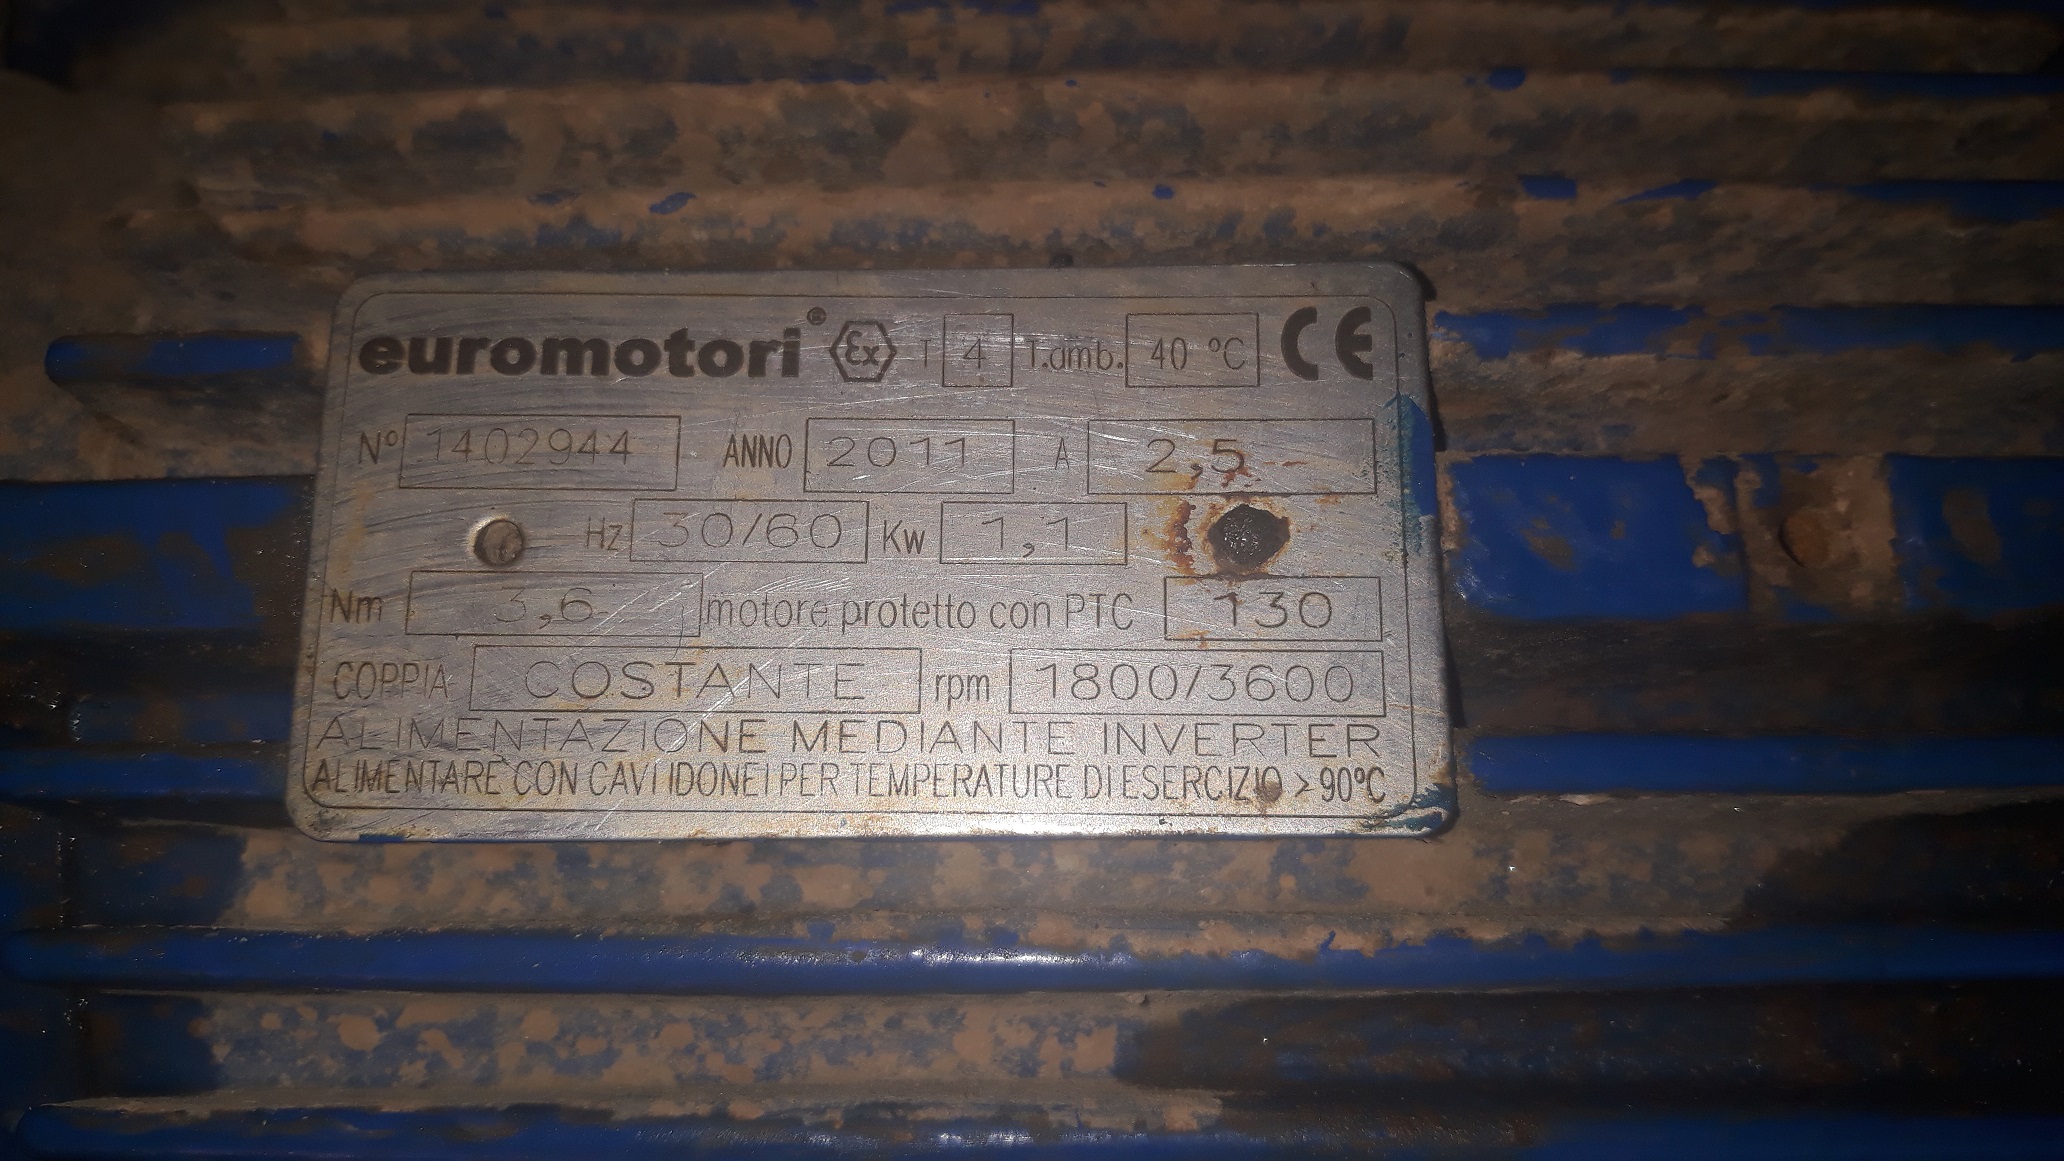 euromotori® Ex T 4 T.amb. 40 °C CE
N° 1402944 ANNO 2011 A 2,5
Hz 30/60 Kw 1,1
Nm 3,6 motore protetto con PTC 130
COPPIA COSTANTE rpm 1800/3600
ALIMENTAZIONE MEDIANTE INVERTER
ALIMENTARE CON CAVI IDONEI PER TEMPERATURE DI ESERCIZIO > 90°C